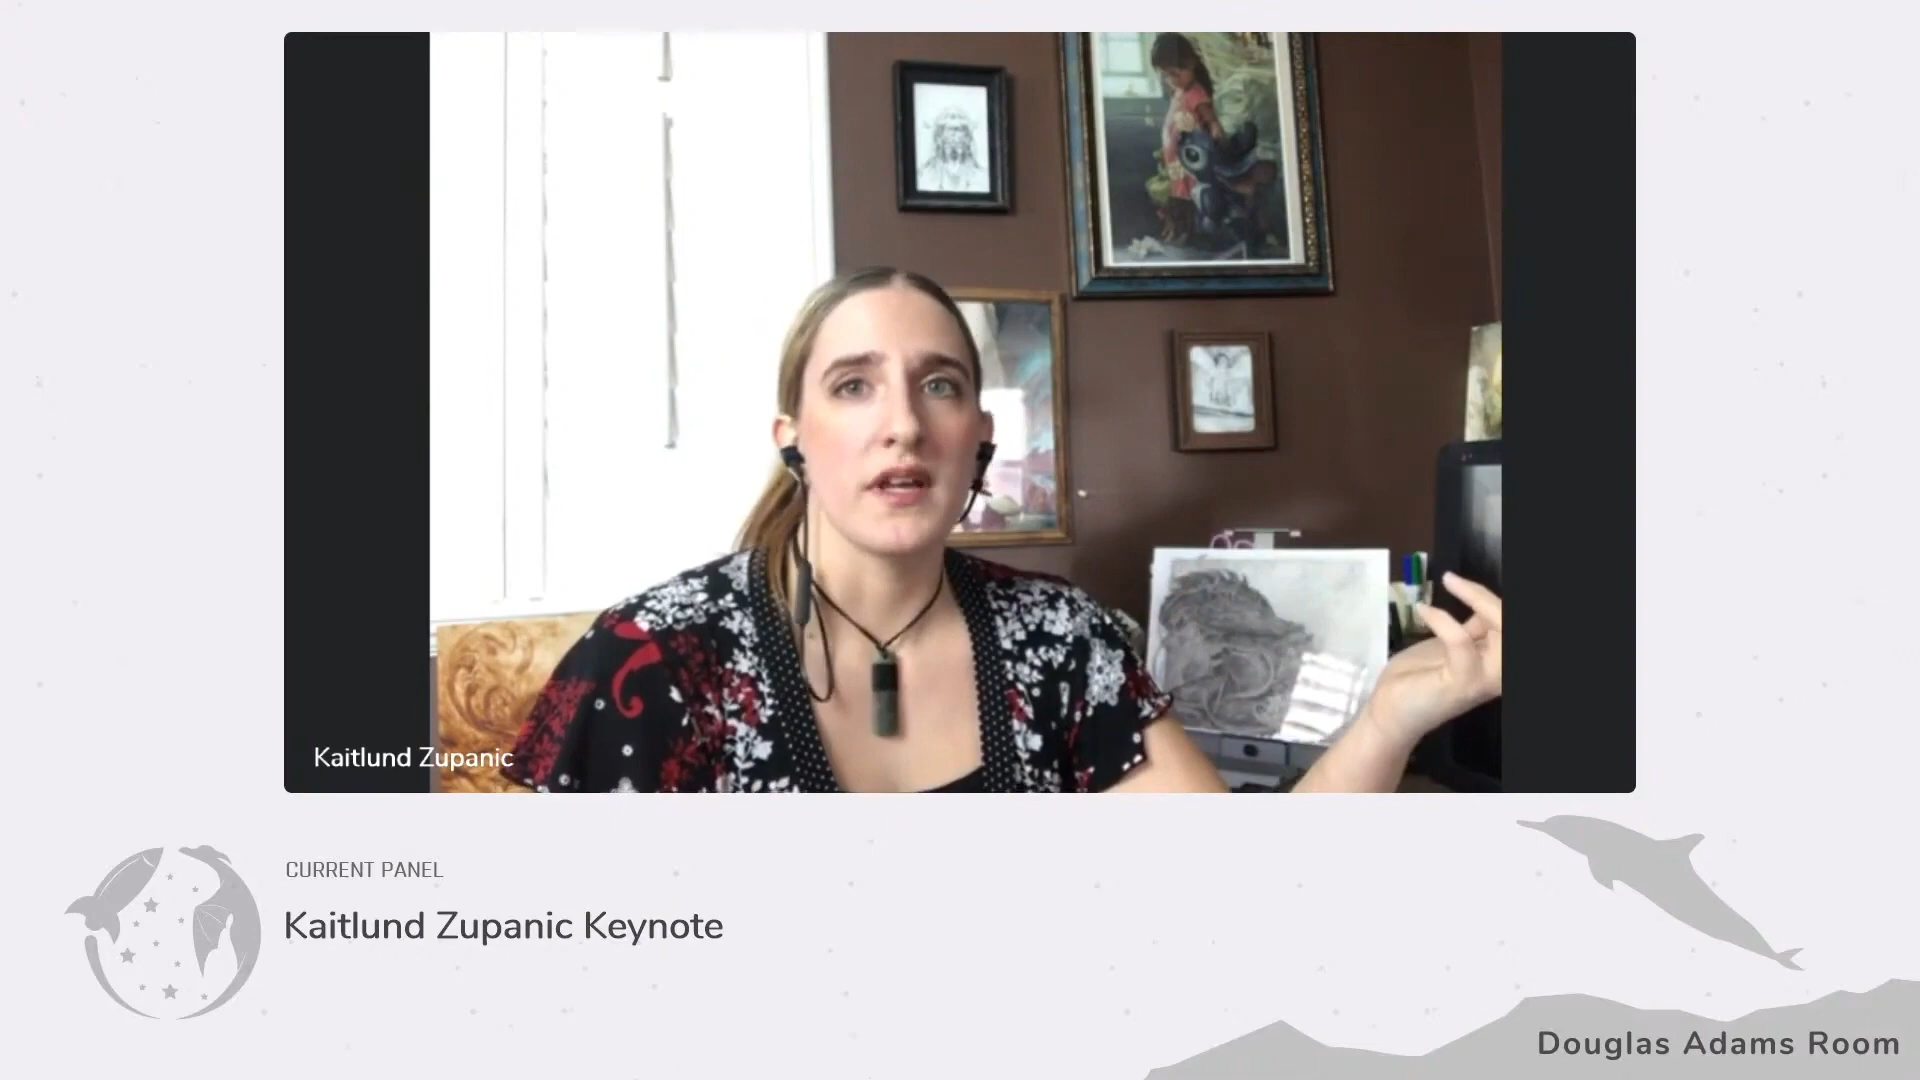 Kaitlund Zupanic
CURRENT PANEL
Kaitlund Zupanic Keynote
Douglas Adams Room